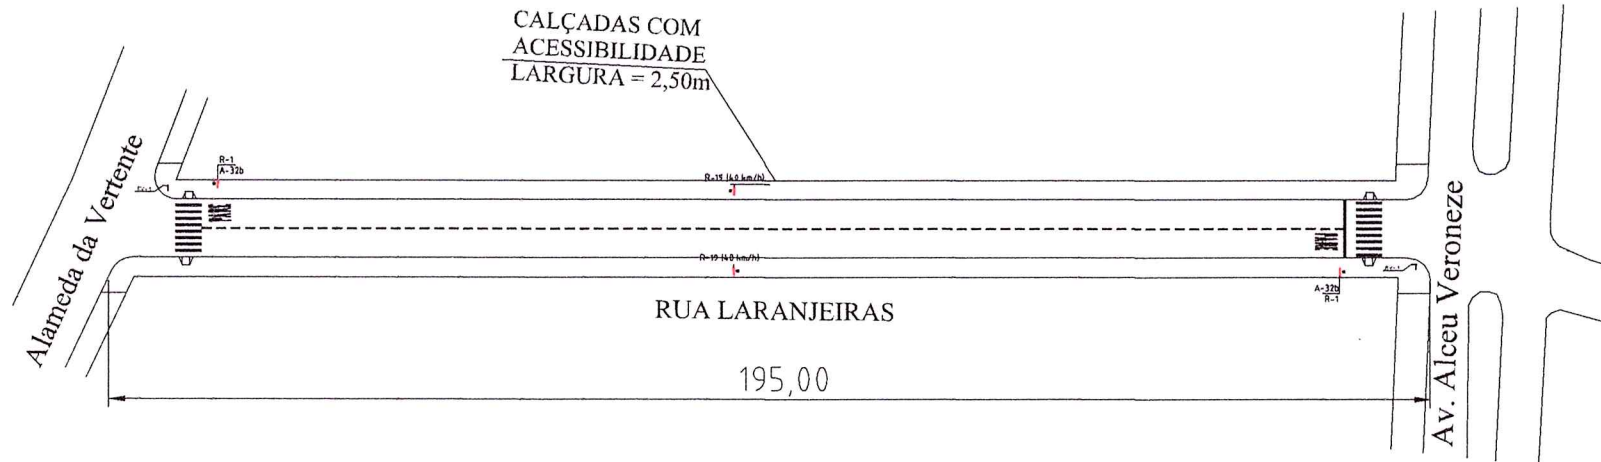 CALÇADAS COM
ACESSIBILIDADE
LARGURA = 2,50m
R-1
A-32b
R-19 (40 km/h)
Alameda da Vertente
R-19 (40 km/h)
A-32b
R-1
RUA LARANJEIRAS
195,00
Av. Alceu Veroneze